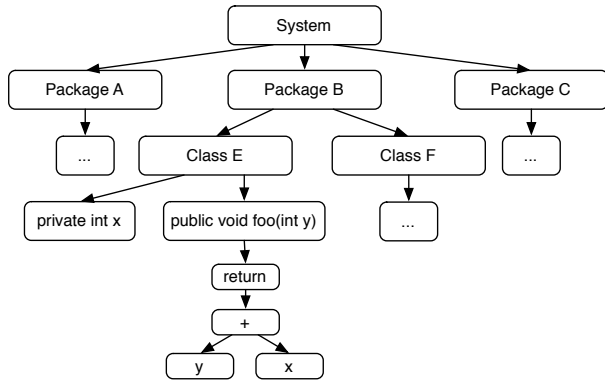 System
Package A
Package B
Package C
...
Class E
Class F
...
private int x
public void foo(int y)
...
return
+
y
x